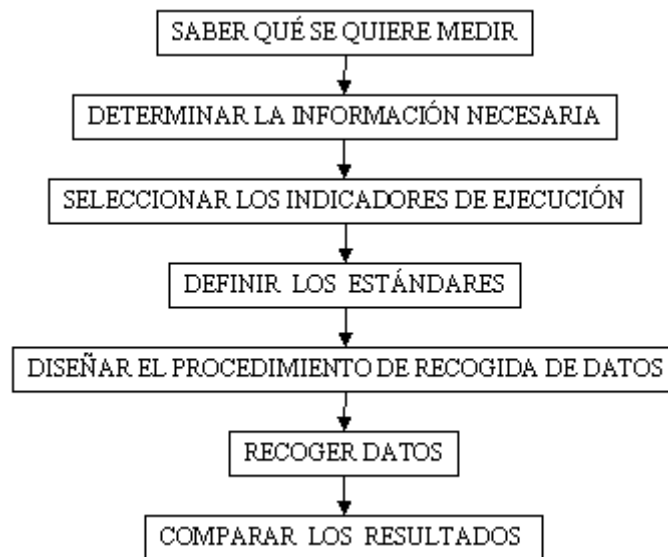 SABER QUÉ SE QUIERE MEDIR
DETERMINAR LA INFORMACIÓN NECESARIA
SELECCIONAR LOS INDICADORES DE EJECUCIÓN
DEFINIR LOS ESTÁNDARES
DISEÑAR EL PROCEDIMIENTO DE RECOGIDA DE DATOS
RECOGER DATOS
COMPARAR LOS RESULTADOS